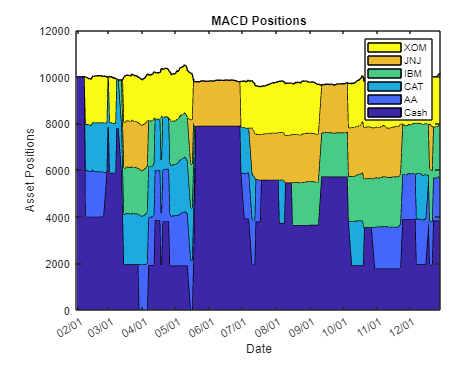 MACD Positions
12000
10000
8000
6000
4000
2000
0
Asset Positions
XOM
JNJ
IBM
CAT
AA
Cash
02/01 03/01 04/01 05/01 06/01 07/01 08/01 09/01 10/01 11/01 12/01
Date